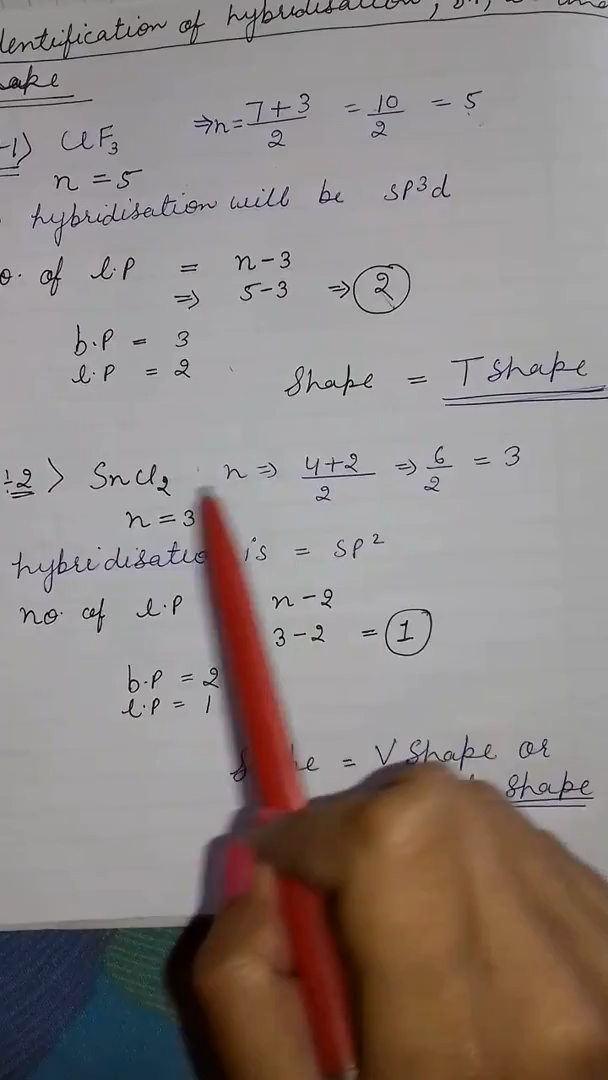 dentification of hybridisation,
⇒ n = 7+3/2 = 10/2 = 5
1) ClF₃
n = 5
hybridisation will be sp³d
of l.p = n-3
⇒ 5-3 ⇒ 2
b.p = 3
l.p = 2
Shape = T shape
2) SnCl₂ n ⇒ 4+2/2 ⇒ 6/2 = 3
n = 3
hybridisatio is = sp²
no. of l.p n-2
3-2 = 1
b.p = 2
l.p = 1
= V shape or
shape